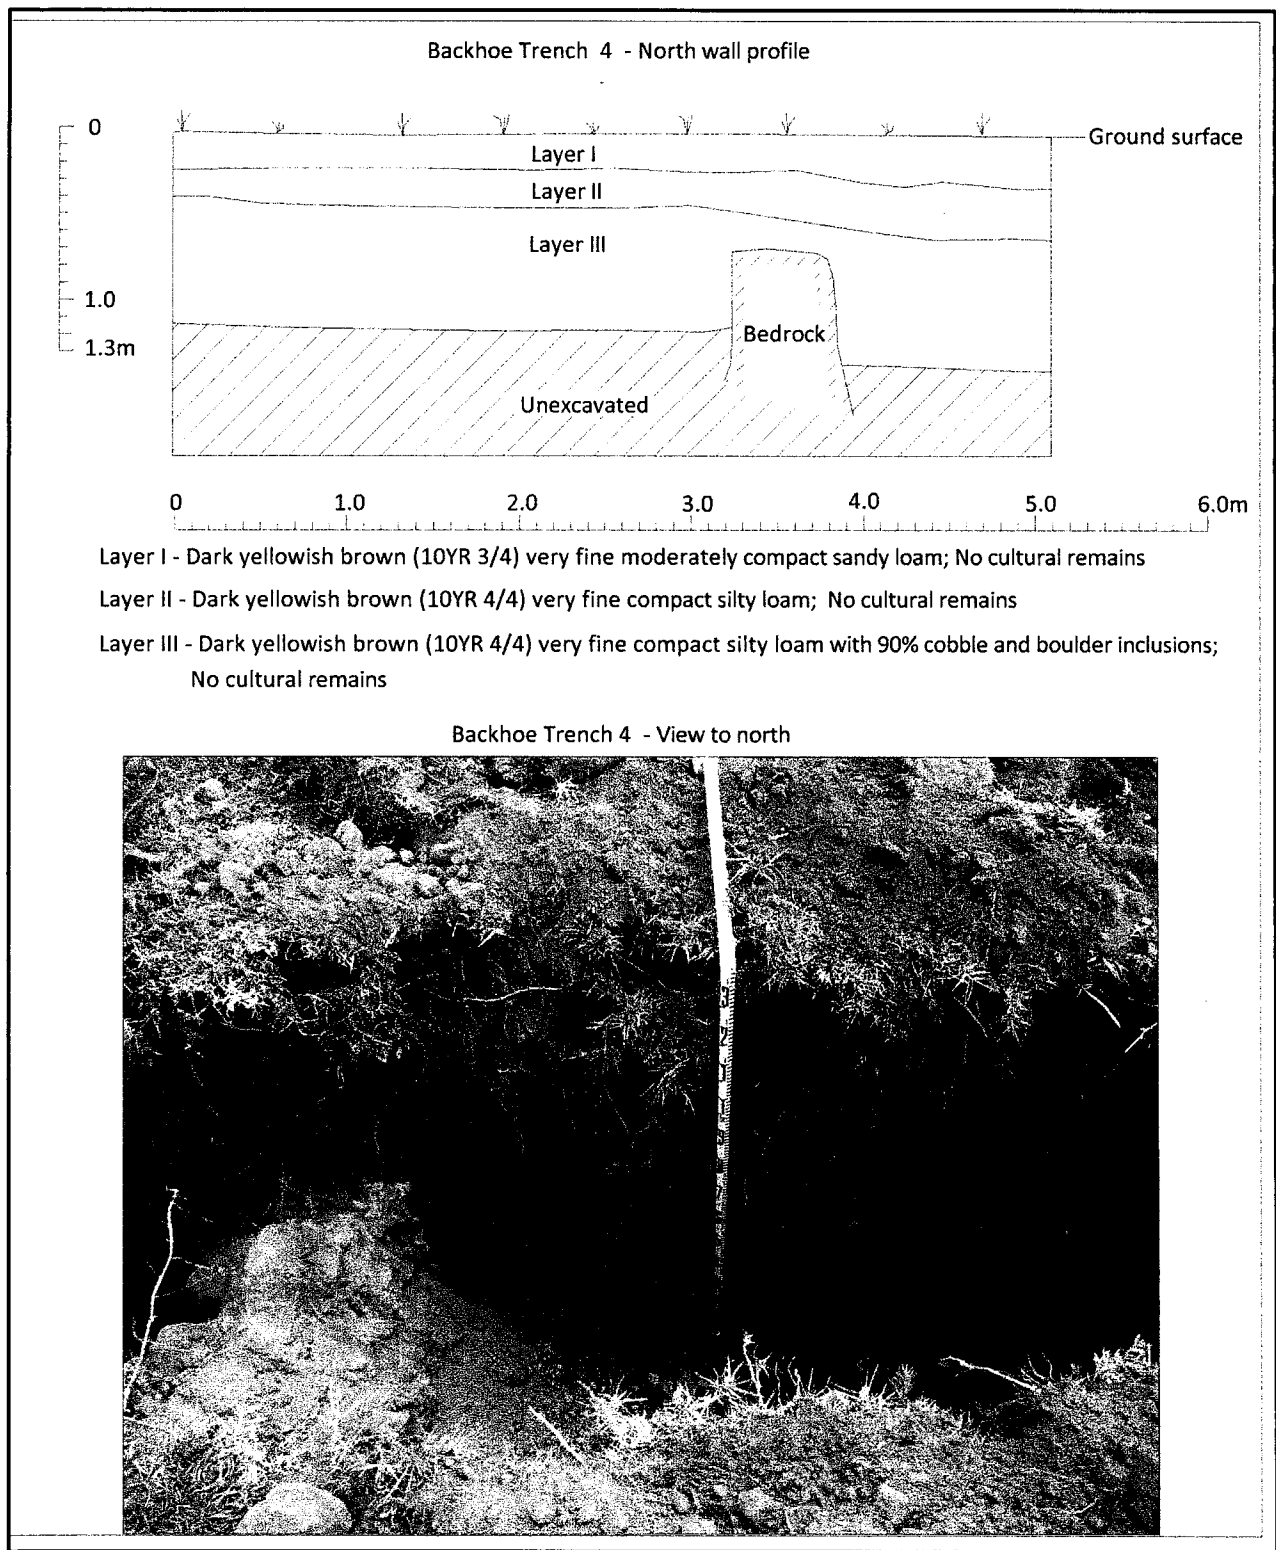 Backhoe Trench 4 - North wall profile
0
Ground surface
Layer I
Layer II
Layer III
1.0
Bedrock
1.3m
Unexcavated
0 1.0 2.0 3.0 4.0 5.0 6.0m
Layer I - Dark yellowish brown (10YR 3/4) very fine moderately compact sandy loam; No cultural remains
Layer II - Dark yellowish brown (10YR 4/4) very fine compact silty loam; No cultural remains
Layer III - Dark yellowish brown (10YR 4/4) very fine compact silty loam with 90% cobble and boulder inclusions;
No cultural remains
Backhoe Trench 4 - View to north
3
2
1